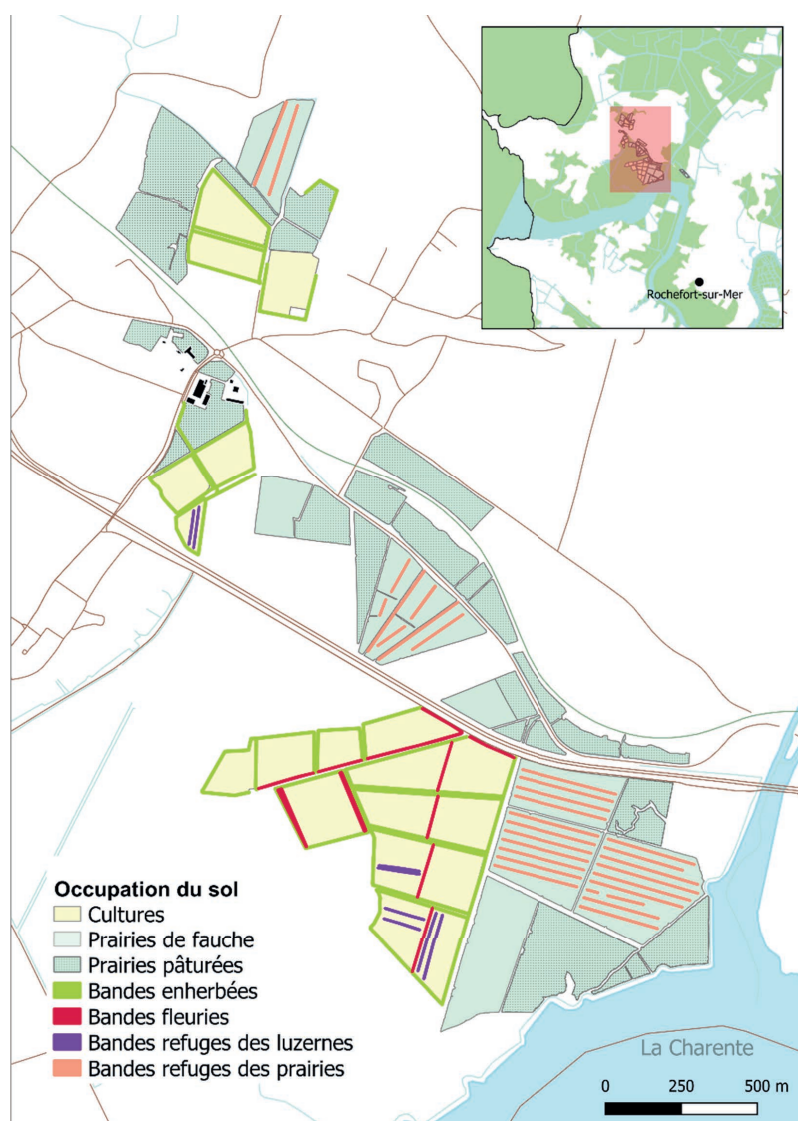 Rochefort-sur-Mer
Occupation du sol
Cultures
Prairies de fauche
Prairies pâturées
Bandes enherbées
Bandes fleuries
Bandes refuges des luzernes
Bandes refuges des prairies
La Charente
0 250 500 m